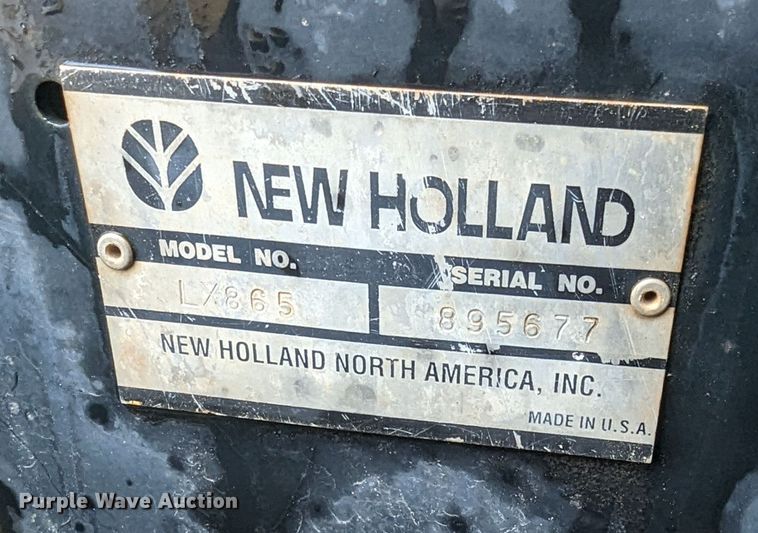 NEW HOLLAND
MODEL NO. SERIAL NO.
LX865 895677
NEW HOLLAND NORTH AMERICA, INC.
MADE IN U.S.A.
Purple Wave Auction